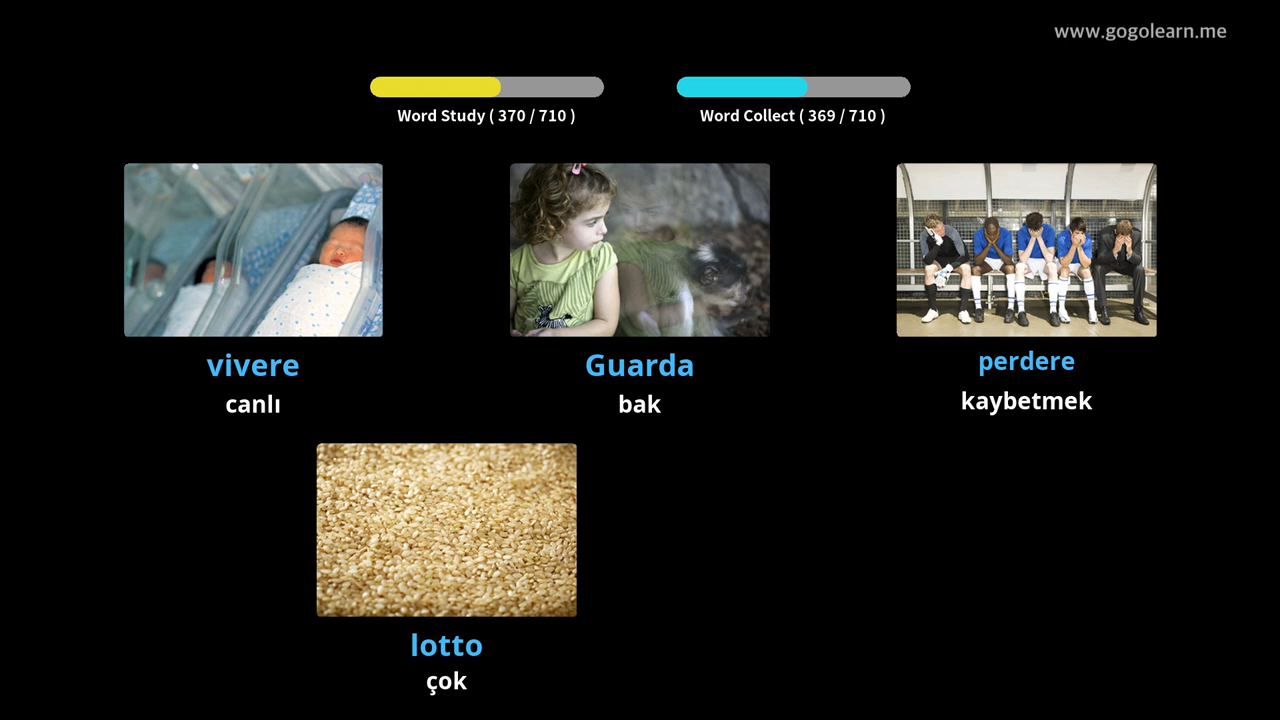 www.gogolearn.me
Word Study ( 370 / 710 )
Word Collect ( 369 / 710 )
vivere
canlı
Guarda
bak
perdere
kaybetmek
lotto
çok